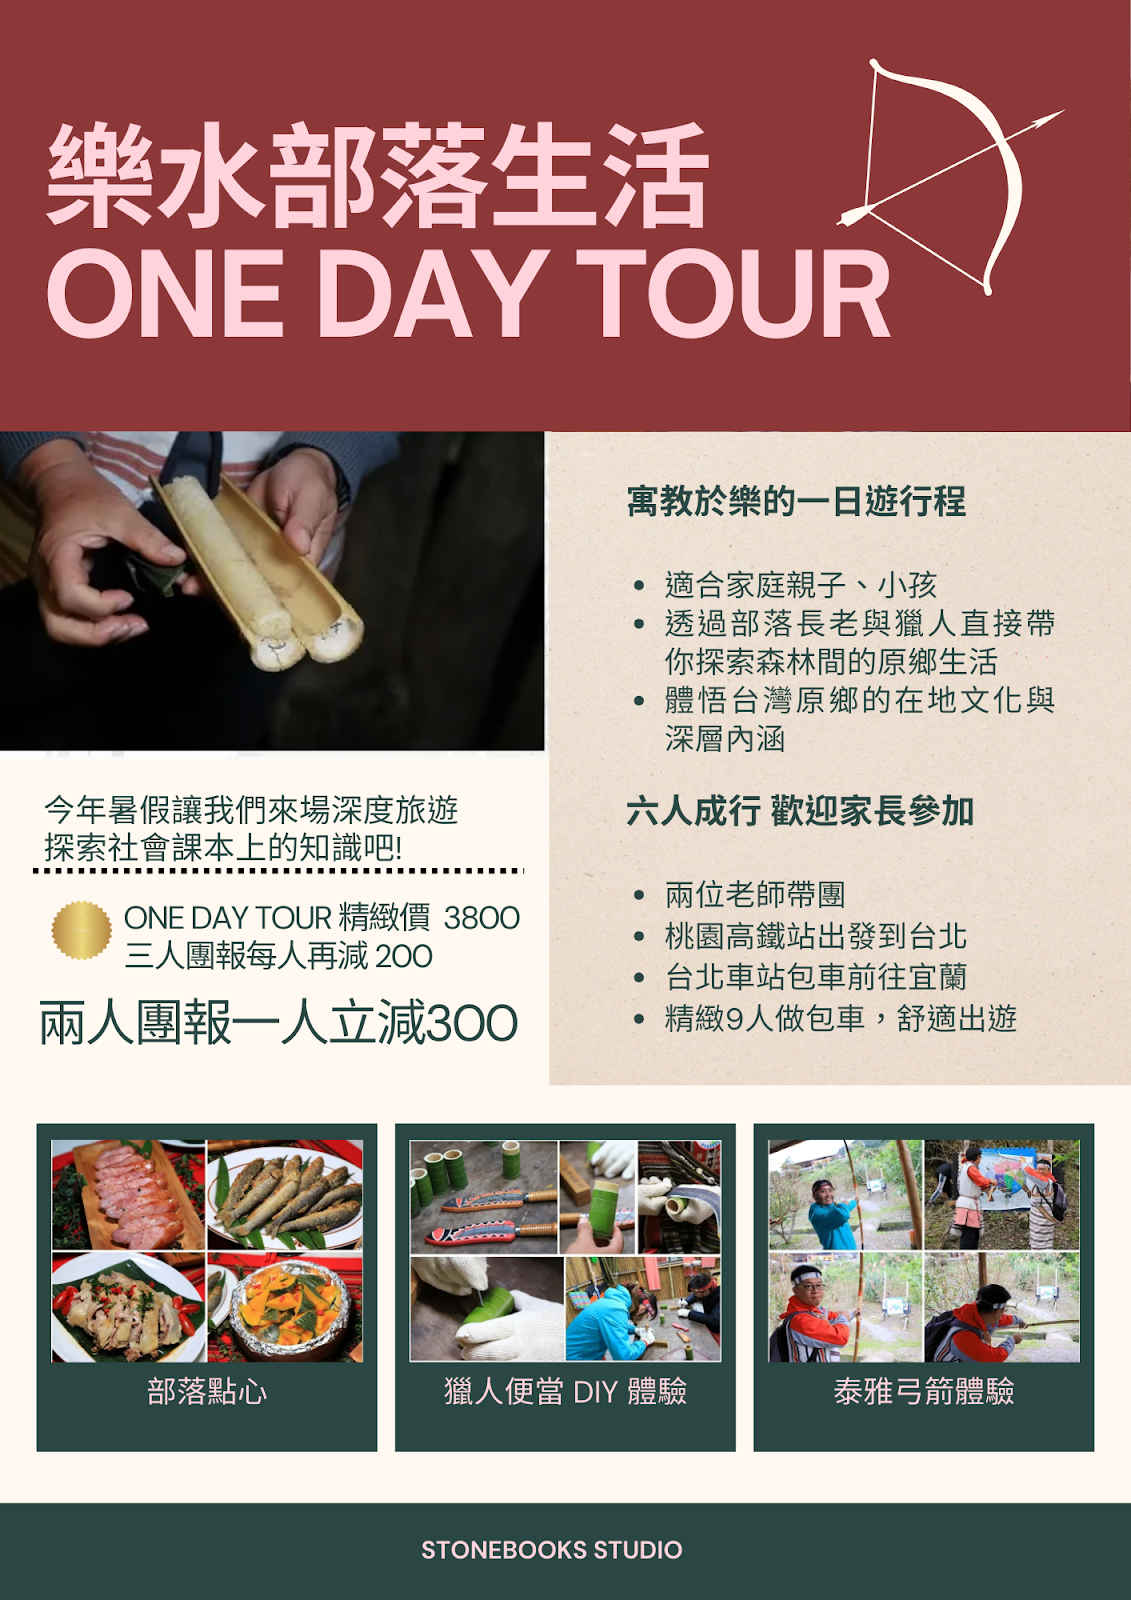 樂水部落生活
ONE DAY TOUR
寓教於樂的一日遊行程
適合家庭親子、小孩
透過部落長老與獵人直接帶
你探索森林間的原鄉生活
體悟台灣原鄉的在地文化與
深層內涵
今年暑假讓我們來場深度旅遊
探索社會課本上的知識吧!
ONE DAY TOUR 精緻價 3800
三人團報每人再減 200
兩人團報一人立減300
六人成行 歡迎家長參加
兩位老師帶團
桃園高鐵站出發到台北
台北車站包車前往宜蘭
精緻9人做包車，舒適出遊
部落點心
獵人便當 DIY 體驗
泰雅弓箭體驗
STONEBOOKS STUDIO